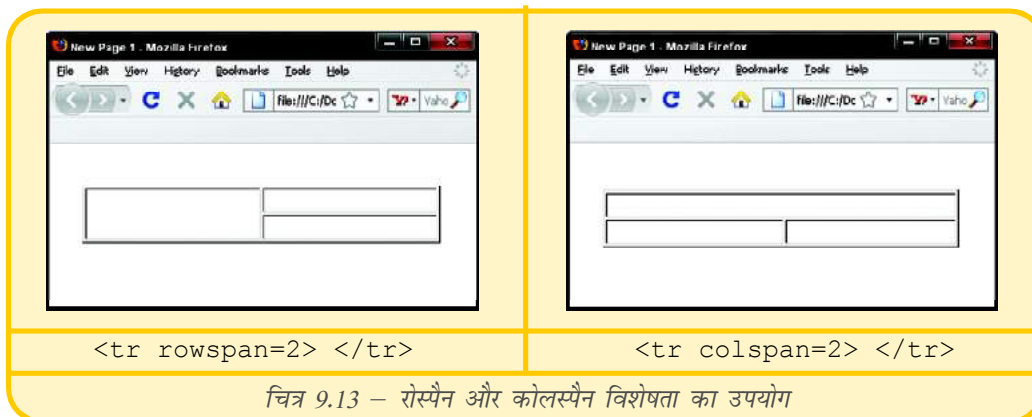 New Page 1 - Mozilla Firefox
File Edit View History Bookmarks Tools Help
file:///C:/Dc
Yaho
New Page 1 - Mozilla Firefox
File Edit View History Bookmarks Tools Help
file:///C:/Dc
Yaho
<tr rowspan=2> </tr>
<tr colspan=2> </tr>
चित्र 9.13 – रोस्पैन और कोलस्पैन विशेषता का उपयोग